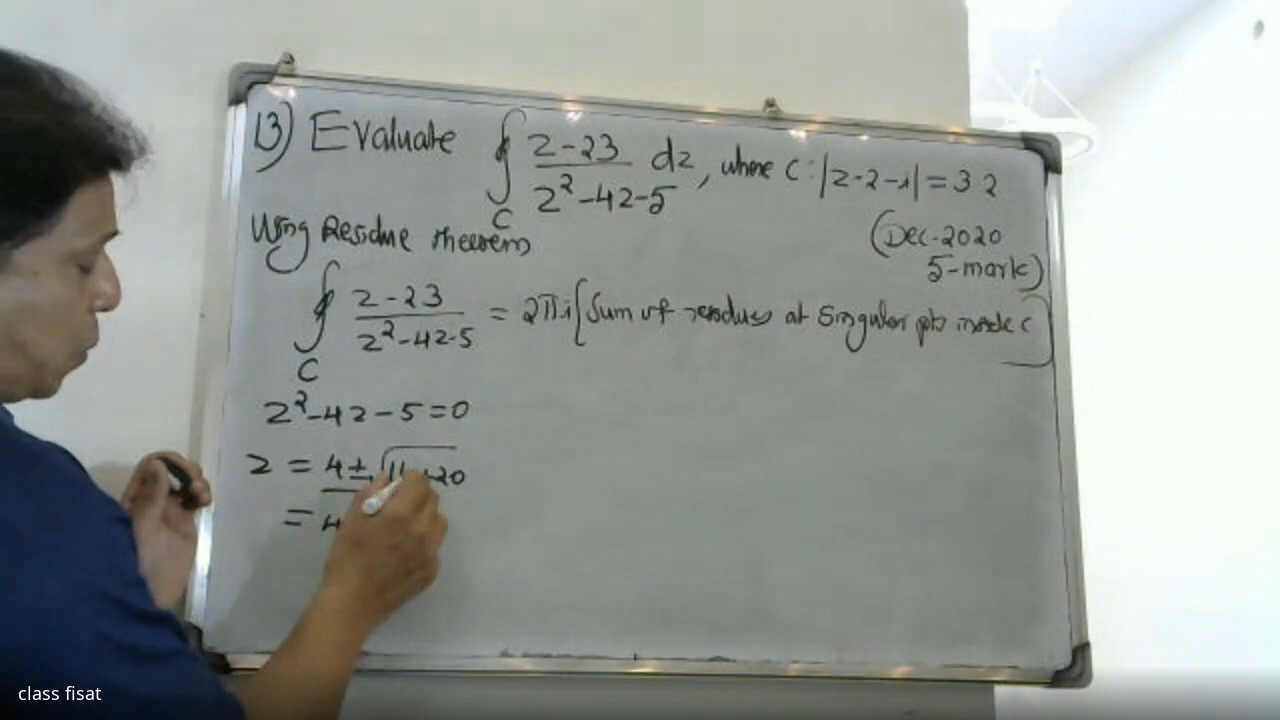 13) Evaluate ∮_C (z-23)/(z²-4z-5) dz, where C: |z-2-i| = 3.2
(Dec-2020
5-mark)
Using Residue theorem
∮_C (z-23)/(z²-4z-5) = 2πi [Sum of residues at Singular pts inside C]
z²-4z-5=0
z = 4±√ +20
= 4
class fisat